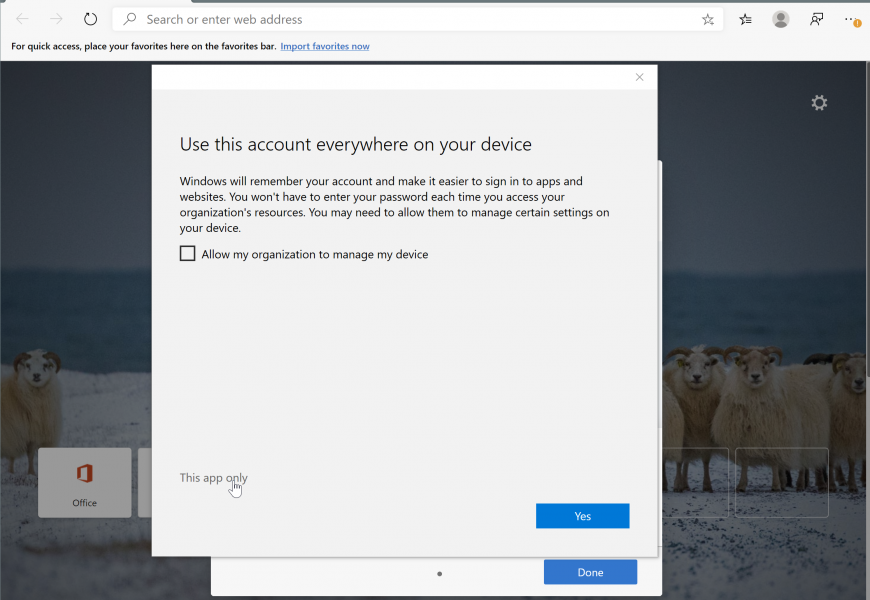 Search or enter web address
For quick access, place your favorites here on the favorites bar. Import favorites now
Use this account everywhere on your device
Windows will remember your account and make it easier to sign in to apps and
websites. You won't have to enter your password each time you access your
organization's resources. You may need to allow them to manage certain settings on
your device.
Allow my organization to manage my device
This app only
Office
Yes
Done